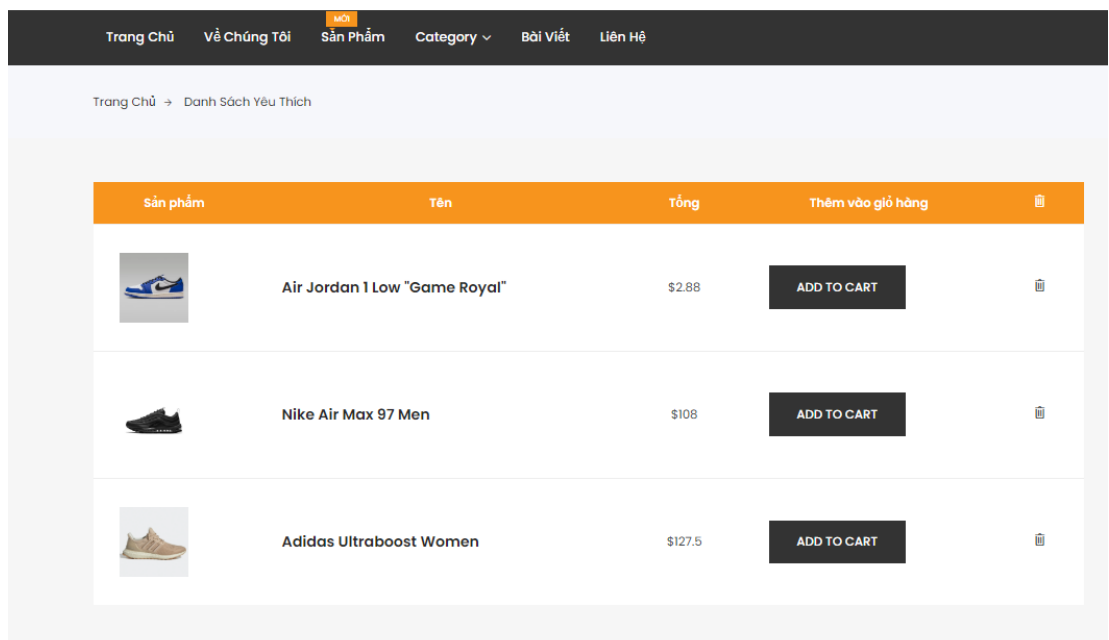 MỚI
Trang Chủ Về Chúng Tôi Sản Phẩm Category Bài Viết Liên Hệ
Trang Chủ → Danh Sách Yêu Thích
Sản phẩm Tên Tổng Thêm vào giỏ hàng
Air Jordan 1 Low "Game Royal" $2.88 ADD TO CART
Nike Air Max 97 Men $108 ADD TO CART
Adidas Ultraboost Women $127.5 ADD TO CART